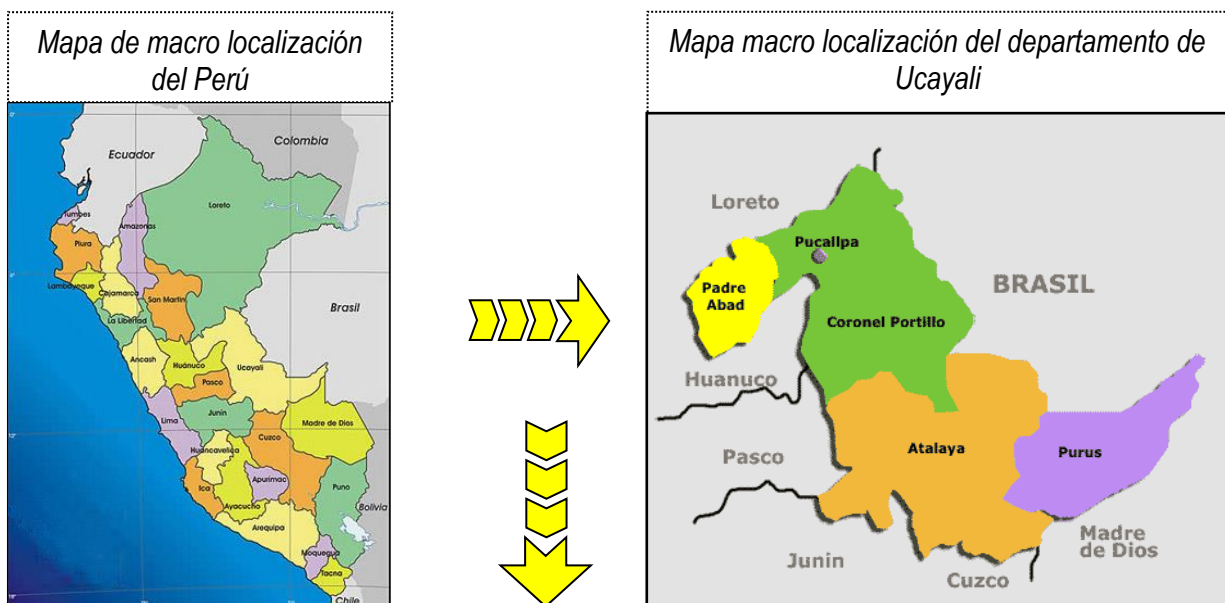 Mapa de macro localización
del Perú
Mapa macro localización del departamento de
Ucayali
Colombia
Ecuador
Loreto
Tumbes
Amazonas
Piura
Lambayeque
Cajamarca
San Martín
La Libertad
Brasil
Ancash
Huánuco
Ucayali
Pasco
Lima
Junín
Madre de Dios
Cuzco
Huancavelica
Ica
Apurimac
Ayacucho
Puno
Bolivia
Arequipa
Moquegua
Tacna
Chile
Loreto
Pucallpa
Padre
Abad
BRASIL
Coronel Portillo
Huanuco
Atalaya
Pasco
Purus
Junin
Madre
de Dios
Cuzco